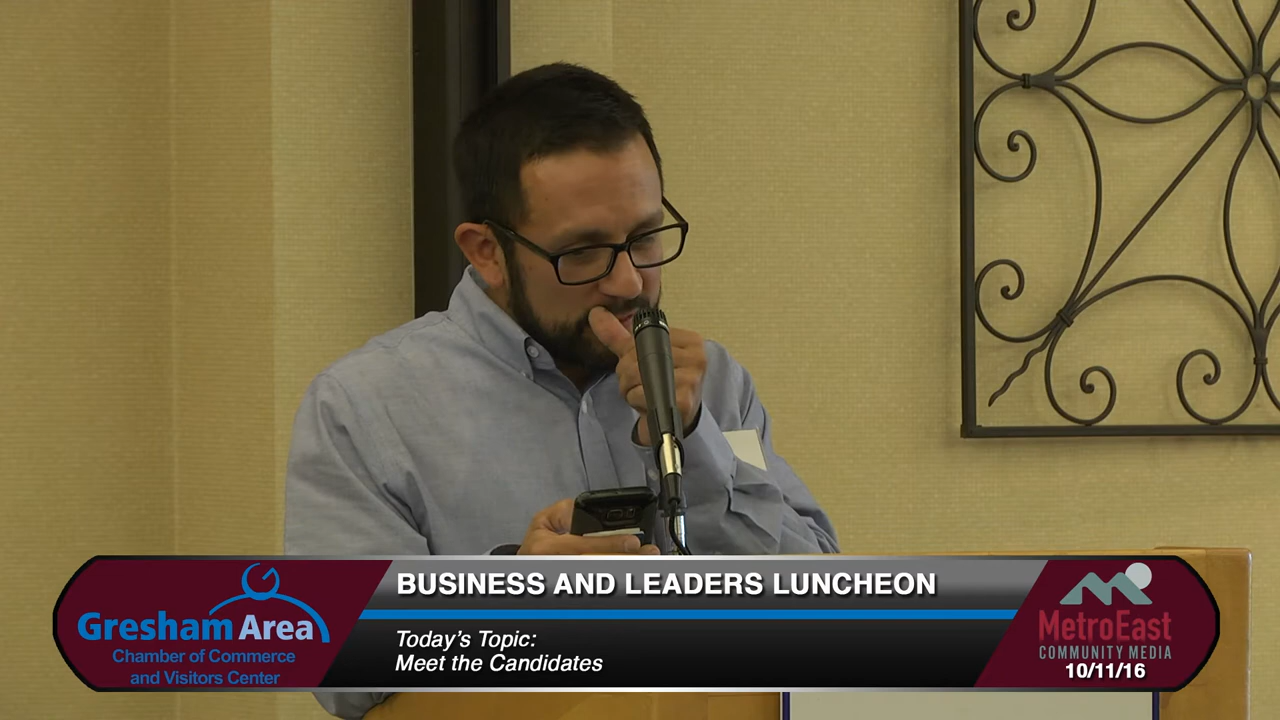 BUSINESS AND LEADERS LUNCHEON
Gresham Area
Chamber of Commerce
and Visitors Center
Today's Topic:
Meet the Candidates
MetroEast
COMMUNITY MEDIA
10/11/16